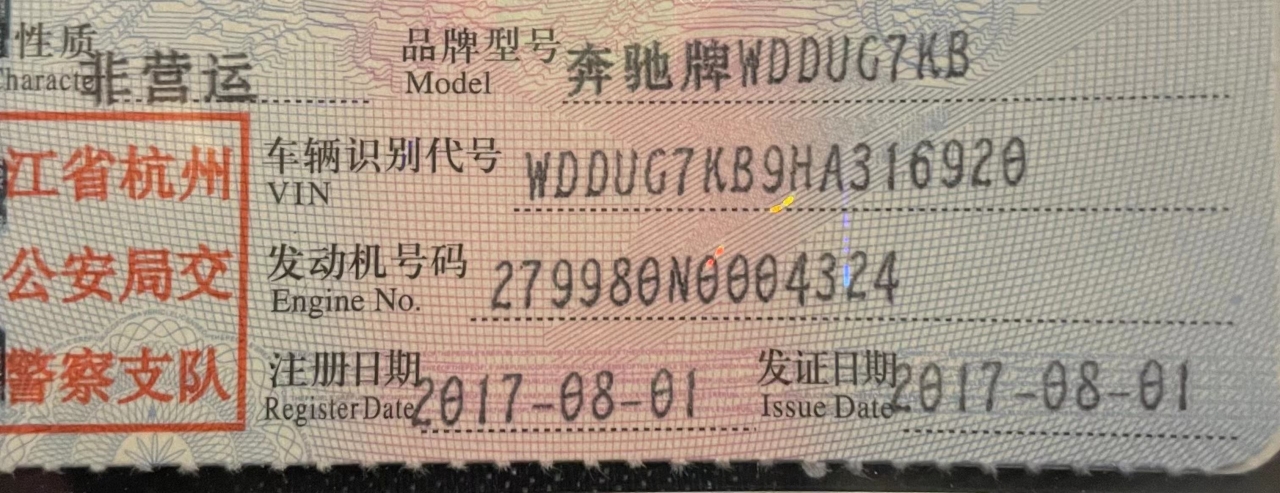 性质 非营运 品牌型号 奔驰牌WDDUG7KB
Character Model
江省杭州 车辆识别代号 WDDUG7KB9HA316920
VIN
公安局交 发动机号码 279980N0004324
Engine No.
警察支队 注册日期 2017-08-01 发证日期 2017-08-01
Register Date Issue Date